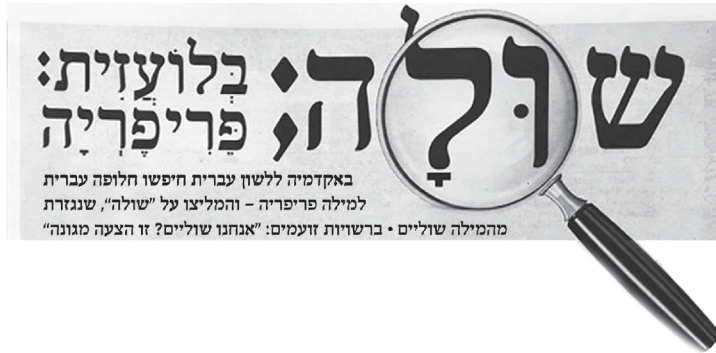 שוּלָה;
בְּלוֹעֲזִית:
פֵּרִיפֶרְיָה
באקדמיה ללשון עברית חיפשו חלופה עברית
למילה פריפריה – והמליצו על "שולה", שנגזרת
מהמילה שוליים • ברשויות זועמים: "אנחנו שוליים? זו הצעה מגונה"